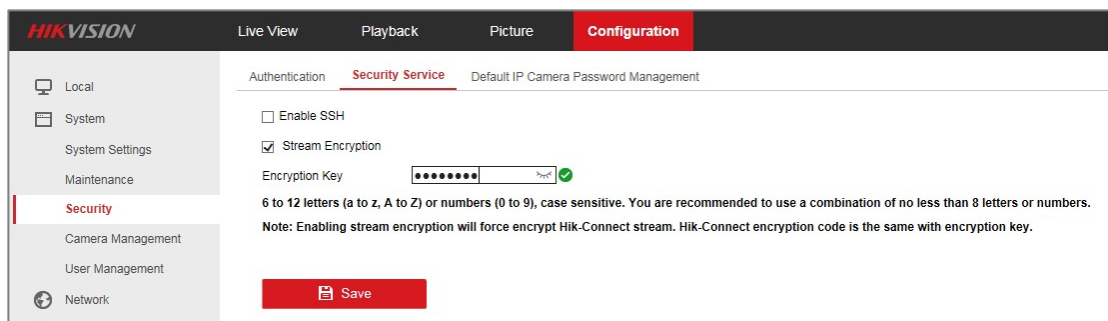 HIKVISION
Live View Playback Picture Configuration
Local
System
System Settings
Maintenance
Security
Camera Management
User Management
Network
Authentication Security Service Default IP Camera Password Management
Enable SSH
Stream Encryption
Encryption Key ●●●●●●●●
6 to 12 letters (a to z, A to Z) or numbers (0 to 9), case sensitive. You are recommended to use a combination of no less than 8 letters or numbers.
Note: Enabling stream encryption will force encrypt Hik-Connect stream. Hik-Connect encryption code is the same with encryption key.
Save